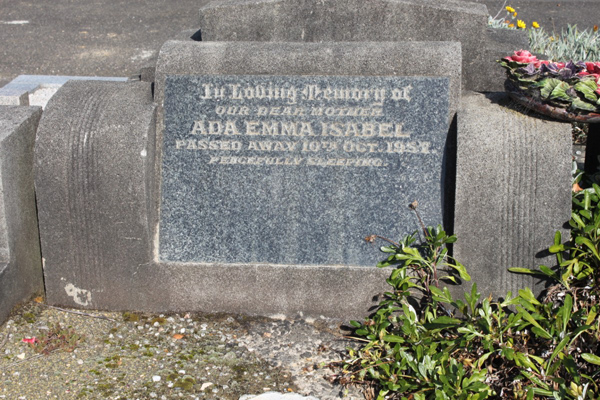 In Loving Memory of
OUR DEAR MOTHER
ADA EMMA ISABEL
PASSED AWAY 10TH OCT. 1957.
PEACEFULLY SLEEPING.